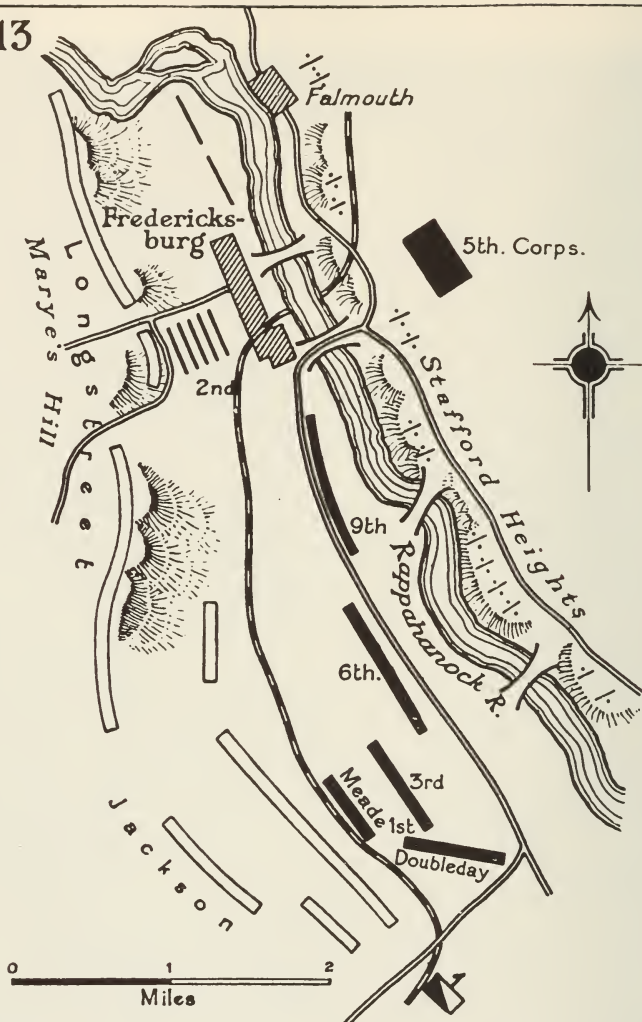 13
Falmouth
Fredericks-
burg
5th. Corps.
Longstreet
Maryes Hill
2nd
Stafford Heights
9th
Rappahanock R.
6th.
3rd
Meade 1st
Doubleday
Jackson
0 1 2
Miles